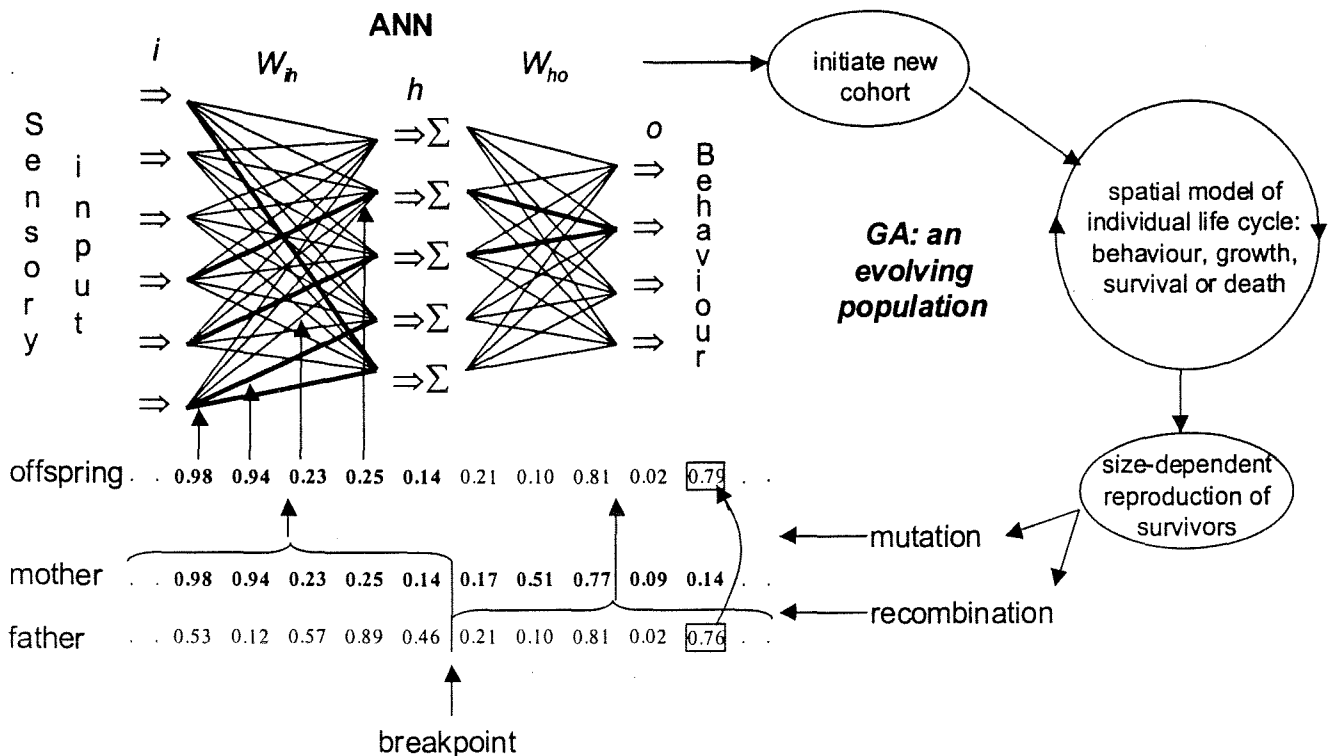 ANN
i
W_ih
h
W_ho
o
Sensory
input
⇒
⇒
⇒
⇒
⇒
⇒
⇒Σ
⇒Σ
⇒Σ
⇒Σ
⇒Σ
⇒
⇒
⇒
⇒
Behaviour
initiate new
cohort
spatial model of
individual life cycle:
behaviour, growth,
survival or death
GA: an
evolving
population
size-dependent
reproduction of
survivors
offspring . . 0.98 0.94 0.23 0.25 0.14 0.21 0.10 0.81 0.02 0.79 . .
mutation
mother . . 0.98 0.94 0.23 0.25 0.14 0.17 0.51 0.77 0.09 0.14 . .
recombination
father . . 0.53 0.12 0.57 0.89 0.46 0.21 0.10 0.81 0.02 0.76 . .
breakpoint